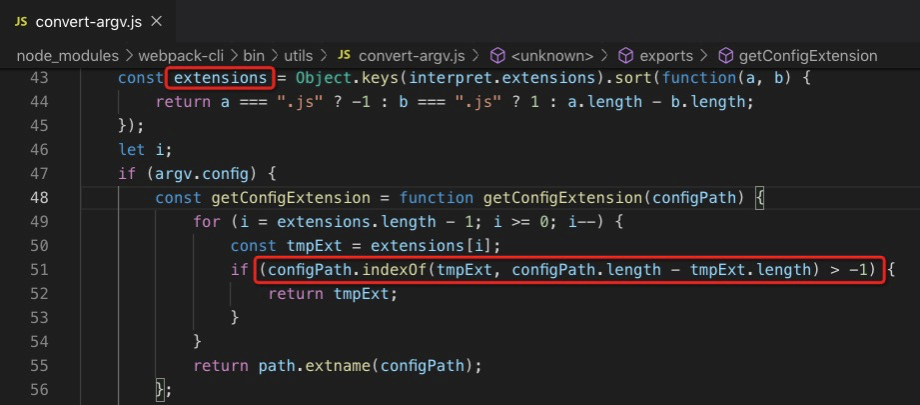 JS convert-argv.js ×
node_modules > webpack-cli > bin > utils > JS convert-argv.js > <unknown> > exports > getConfigExtension
43 const extensions = Object.keys(interpret.extensions).sort(function(a, b) {
44 return a === ".js" ? -1 : b === ".js" ? 1 : a.length - b.length;
45 });
46 let i;
47 if (argv.config) {
48 const getConfigExtension = function getConfigExtension(configPath) {
49 for (i = extensions.length - 1; i >= 0; i--) {
50 const tmpExt = extensions[i];
51 if (configPath.indexOf(tmpExt, configPath.length - tmpExt.length) > -1) {
52 return tmpExt;
53 }
54 }
55 return path.extname(configPath);
56 };